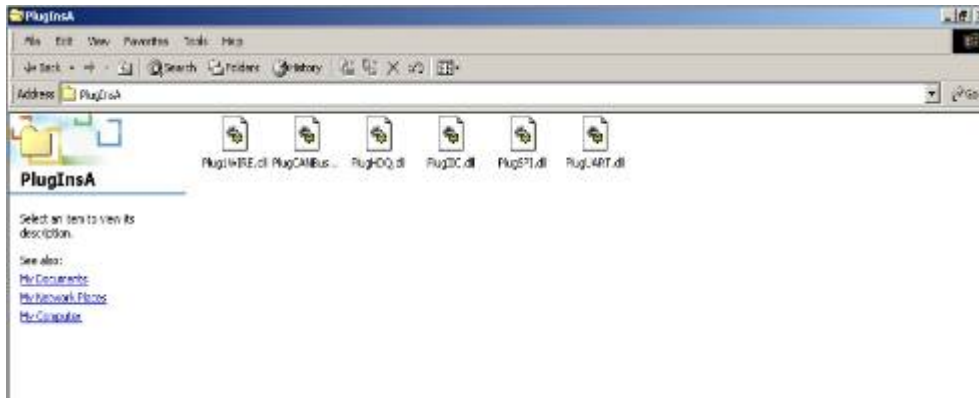 PlugInsA
File Edit View Favorites Tools Help
Back Search Folders History
Address PlugInsA Go
Plug1WIRE.dll PlugCANBus... PlugHDQ.dll PlugIIC.dll PlugSPI.dll PlugUART.dll
PlugInsA
Select an item to view its
description.
See also:
My Documents
My Network Places
My Computer